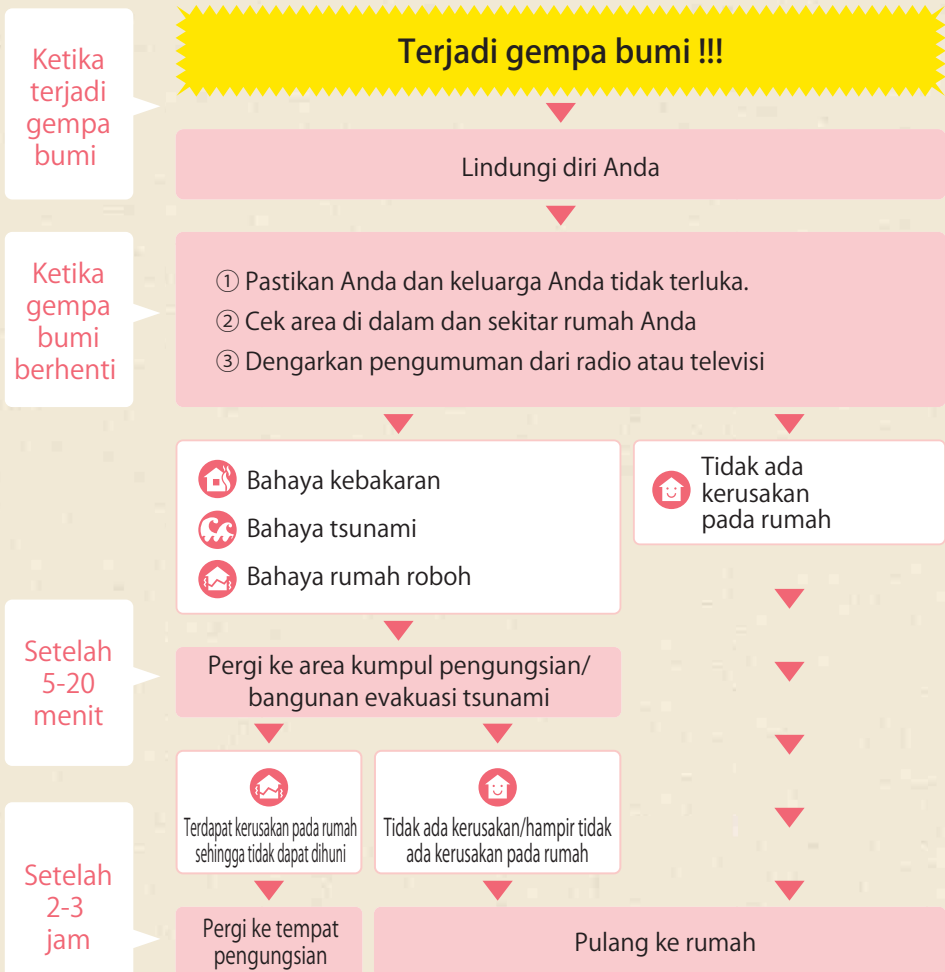 Ketika
terjadi
gempa
bumi
Terjadi gempa bumi !!!
Lindungi diri Anda
Ketika
gempa
bumi
berhenti
① Pastikan Anda dan keluarga Anda tidak terluka.
② Cek area di dalam dan sekitar rumah Anda
③ Dengarkan pengumuman dari radio atau televisi
Bahaya kebakaran
Bahaya tsunami
Bahaya rumah roboh
Tidak ada
kerusakan
pada rumah
Setelah
5-20
menit
Pergi ke area kumpul pengungsian/
bangunan evakuasi tsunami
Terdapat kerusakan pada rumah
sehingga tidak dapat dihuni
Tidak ada kerusakan/hampir tidak
ada kerusakan pada rumah
Setelah
2-3
jam
Pergi ke tempat
pengungsian
Pulang ke rumah